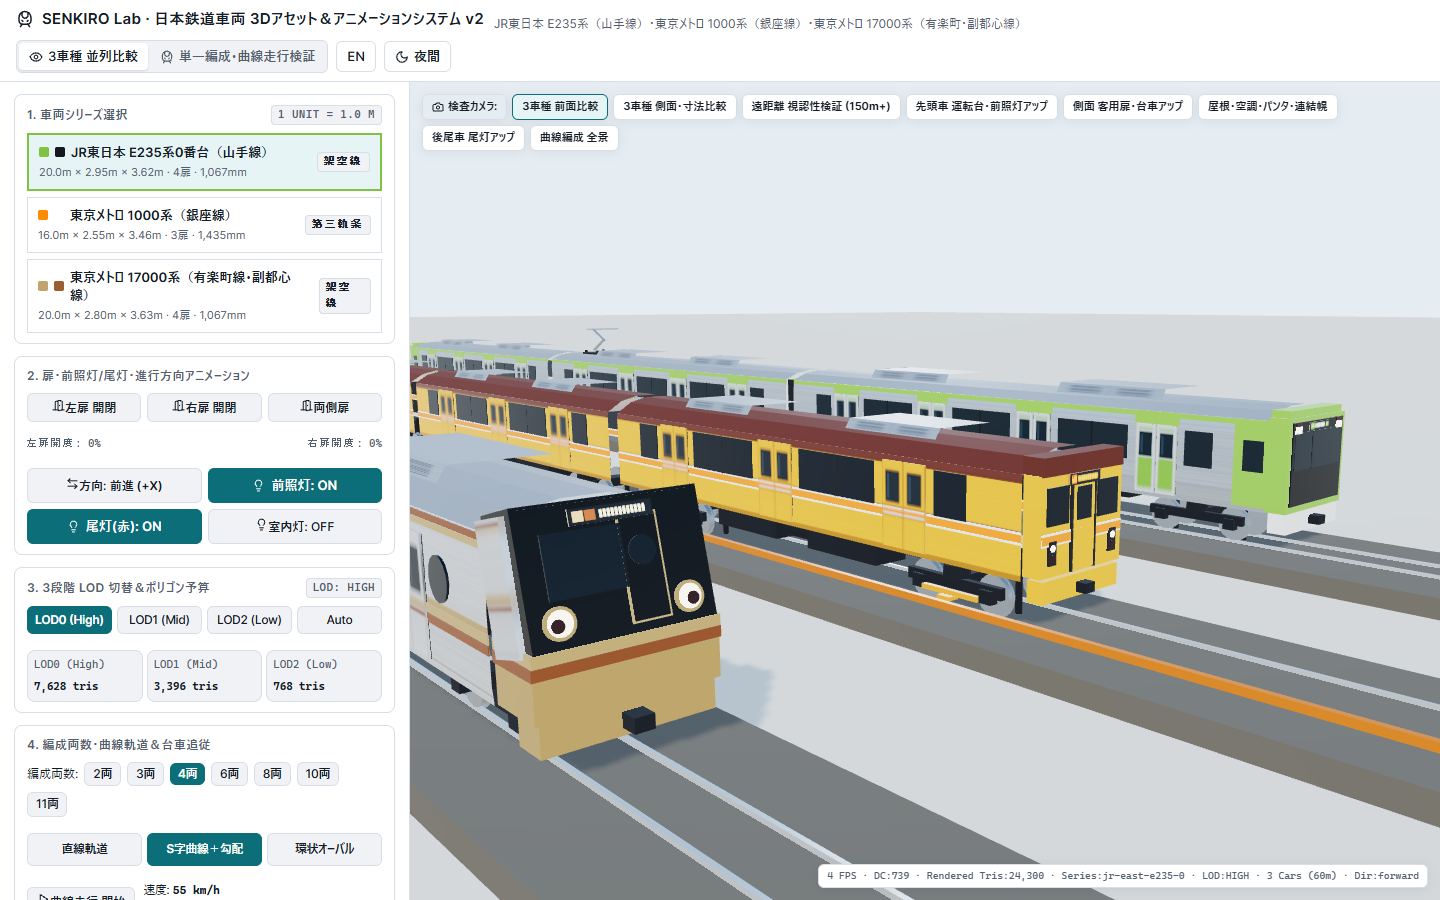 SENKIRO Lab · 日本鉄道車両 3Dアセット＆アニメーションシステム v2
JR東日本 E235系（山手線）・東京メトロ 1000系（銀座線）・東京メトロ 17000系（有楽町・副都心線）
3車種 並列比較
単一編成・曲線走行検証
EN
夜間
1. 車両シリーズ選択
1 UNIT = 1.0 M
JR東日本 E235系0番台（山手線）
架空線
20.0m × 2.95m × 3.62m · 4扉 · 1,067mm
東京メトロ 1000系（銀座線）
第三軌条
16.0m × 2.55m × 3.46m · 3扉 · 1,435mm
東京メトロ 17000系（有楽町線・副都心
線）
架空
線
20.0m × 2.80m × 3.63m · 4扉 · 1,067mm
2. 扉・前照灯/尾灯・進行方向アニメーション
左扉 開閉
右扉 開閉
両側扉
左扉開度: 0%
右扉開度: 0%
方向: 前進 (+X)
前照灯: ON
尾灯(赤): ON
室内灯: OFF
3. 3段階 LOD 切替＆ポリゴン予算
LOD: HIGH
LOD0 (High)
LOD1 (Mid)
LOD2 (Low)
Auto
LOD0 (High)
7,628 tris
LOD1 (Mid)
3,396 tris
LOD2 (Low)
768 tris
4. 編成両数・曲線軌道＆台車追従
編成両数:
2両
3両
4両
6両
8両
10両
11両
直線軌道
S字曲線＋勾配
環状オーバル
曲線走行 開始
速度: 55 km/h
検査カメラ:
3車種 前面比較
3車種 側面・寸法比較
遠距離 視認性検証 (150m+)
先頭車 運転台・前照灯アップ
側面 客用扉・台車アップ
屋根・空調・パンタ・連結幌
後尾車 尾灯アップ
曲線編成 全景
4 FPS · DC:739 · Rendered Tris:24,300 · Series:jr-east-e235-0 · LOD:HIGH · 3 Cars (60m) · Dir:forward